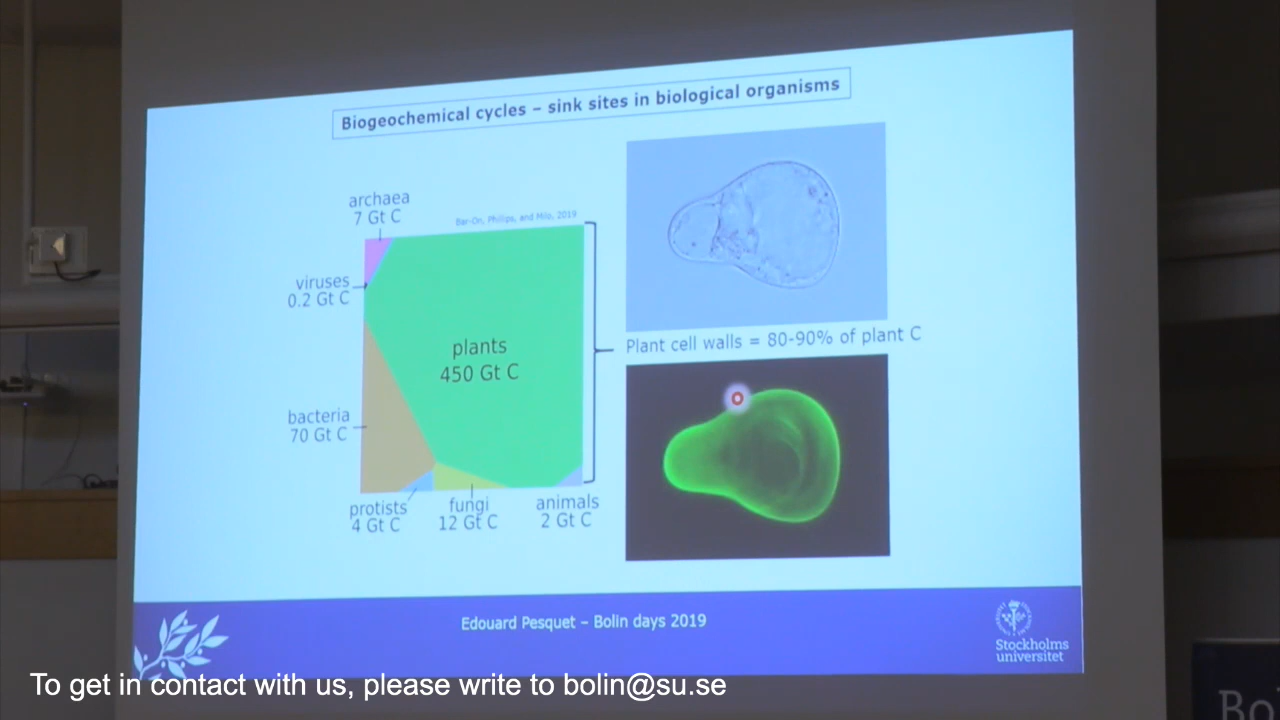 Biogeochemical cycles – sink sites in biological organisms
archaea
7 Gt C
Bar-On, Phillips, and Milo, 2019
viruses
0.2 Gt C
plants
450 Gt C
Plant cell walls = 80-90% of plant C
bacteria
70 Gt C
protists
4 Gt C
fungi
12 Gt C
animals
2 Gt C
Edouard Pesquet – Bolin days 2019
Stockholms
universitet
To get in contact with us, please write to bolin@su.se